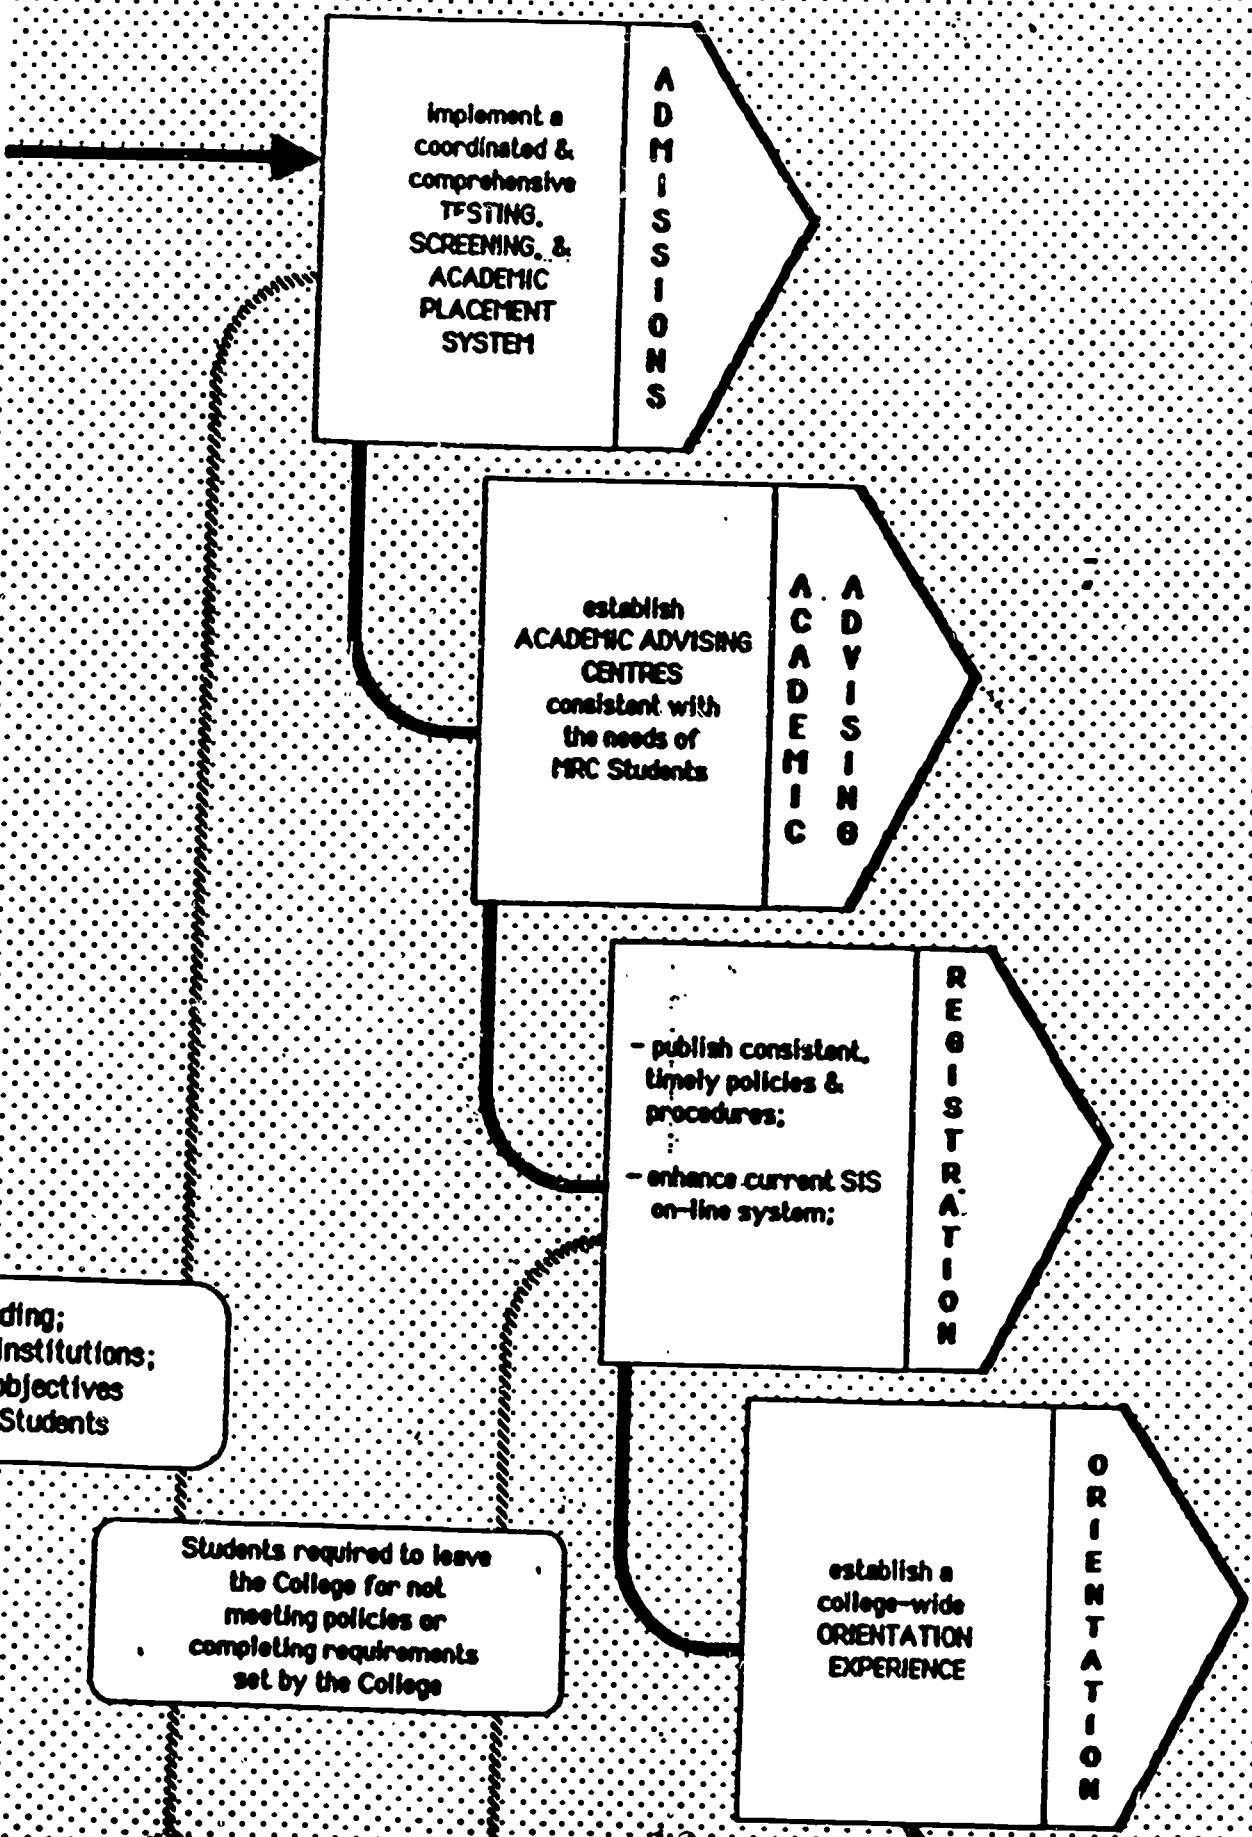 implement a
coordinated &
comprehensive
TESTING,
SCREENING, &
ACADEMIC
PLACEMENT
SYSTEM
ADMISSIONS
establish
ACADEMIC ADVISING
CENTRES
consistent with
the needs of
MRC Students
ACADEMIC
ADVISING
- publish consistent,
timely policies &
procedures;
- enhance current SIS
on-line system;
REGISTRATION
ding;
institutions;
objectives
Students
Students required to leave
the College for not
meeting policies or
completing requirements
set by the College
establish a
college-wide
ORIENTATION
EXPERIENCE
ORIENTATION